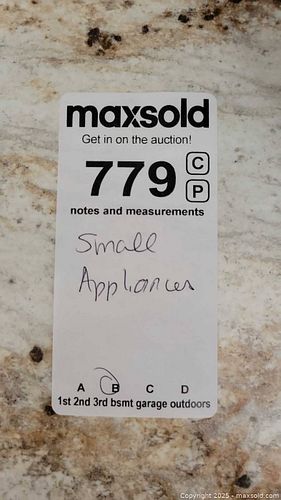 maxsold
Get in on the auction!
779 C
P
notes and measurements
Small
Appliances
A B C D
1st 2nd 3rd bsmt garage outdoors
Copyright © 2025 - maxsold.com